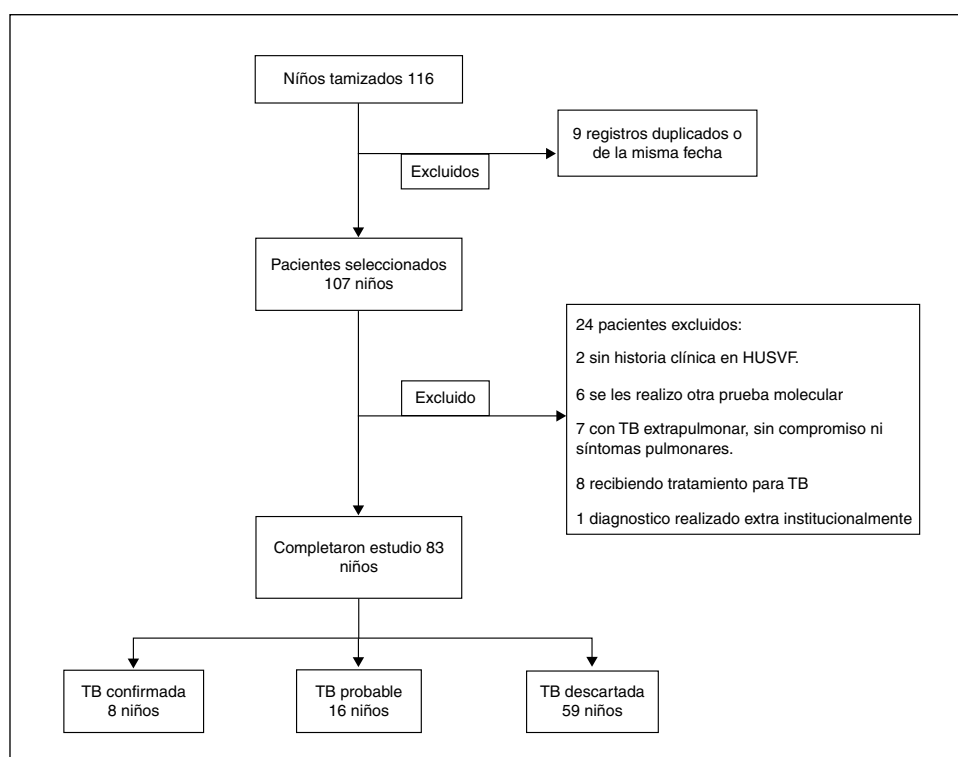 Níños tamizados 116
9 registros duplicados o
de la misma fecha
Excluidos
Pacientes seleccionados
107 niños
24 pacientes excluidos:
2 sin historia clínica en HUSVF.
6 se les realizo otra prueba molecular
7 con TB extrapulmonar, sin compromiso ni
síntomas pulmonares.
8 recibiendo tratamiento para TB
1 diagnostico realizado extra institucionalmente
Excluido
Completaron estudio 83
niños
TB confirmada
8 niños
TB probable
16 niños
TB descartada
59 niños